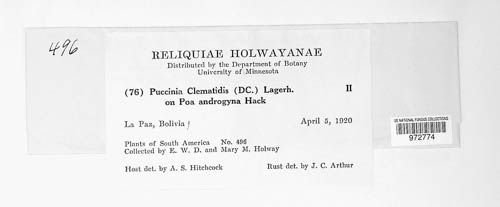 496
RELIQUIAE HOLWAYANAE
Distributed by the Department of Botany
University of Minnesota
(76) Puccinia Clematidis (DC.) Lagerh. II
on Poa androgyna Hack
La Paz, Bolivia April 5, 1920
Plants of South America No. 496
Collected by E. W. D. and Mary M. Holway
Host det. by A. S. Hitchcock Rust det. by J. C. Arthur
US NATIONAL FUNGUS COLLECTIONS
972774